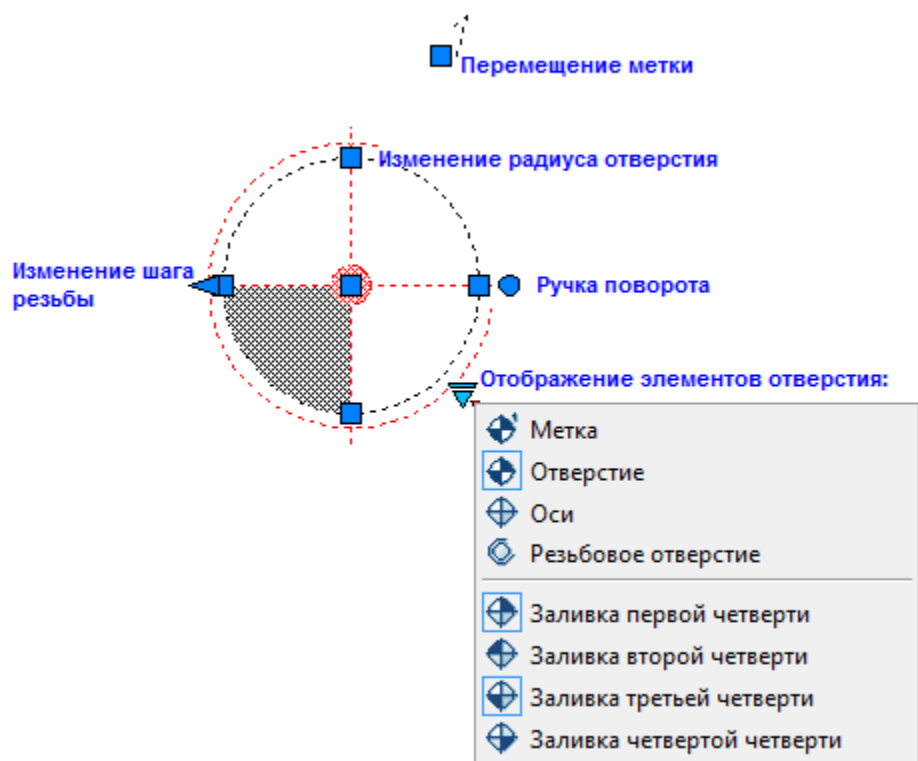 Перемещение метки
Изменение радиуса отверстия
Изменение шага
резьбы
Ручка поворота
Отображение элементов отверстия:
Метка
Отверстие
Оси
Резьбовое отверстие
Заливка первой четверти
Заливка второй четверти
Заливка третьей четверти
Заливка четвертой четверти